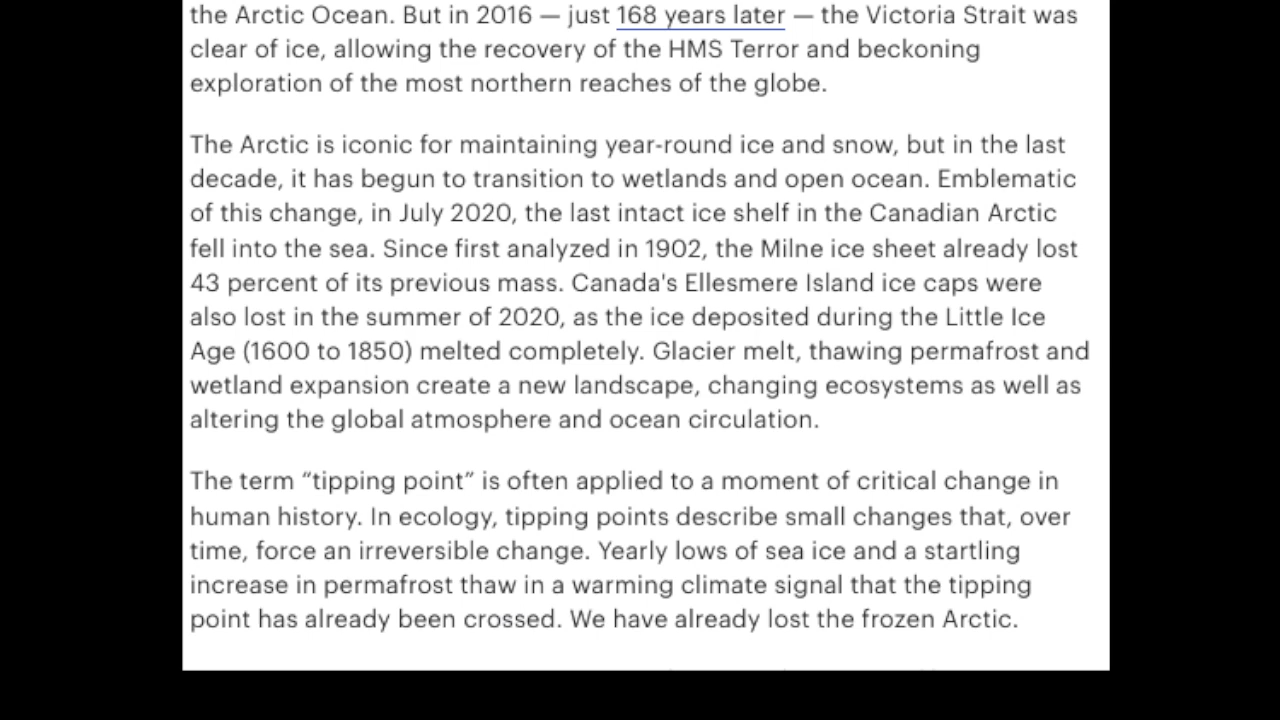 the Arctic Ocean. But in 2016 — just 168 years later — the Victoria Strait was
clear of ice, allowing the recovery of the HMS Terror and beckoning
exploration of the most northern reaches of the globe.
The Arctic is iconic for maintaining year-round ice and snow, but in the last
decade, it has begun to transition to wetlands and open ocean. Emblematic
of this change, in July 2020, the last intact ice shelf in the Canadian Arctic
fell into the sea. Since first analyzed in 1902, the Milne ice sheet already lost
43 percent of its previous mass. Canada's Ellesmere Island ice caps were
also lost in the summer of 2020, as the ice deposited during the Little Ice
Age (1600 to 1850) melted completely. Glacier melt, thawing permafrost and
wetland expansion create a new landscape, changing ecosystems as well as
altering the global atmosphere and ocean circulation.
The term “tipping point” is often applied to a moment of critical change in
human history. In ecology, tipping points describe small changes that, over
time, force an irreversible change. Yearly lows of sea ice and a startling
increase in permafrost thaw in a warming climate signal that the tipping
point has already been crossed. We have already lost the frozen Arctic.